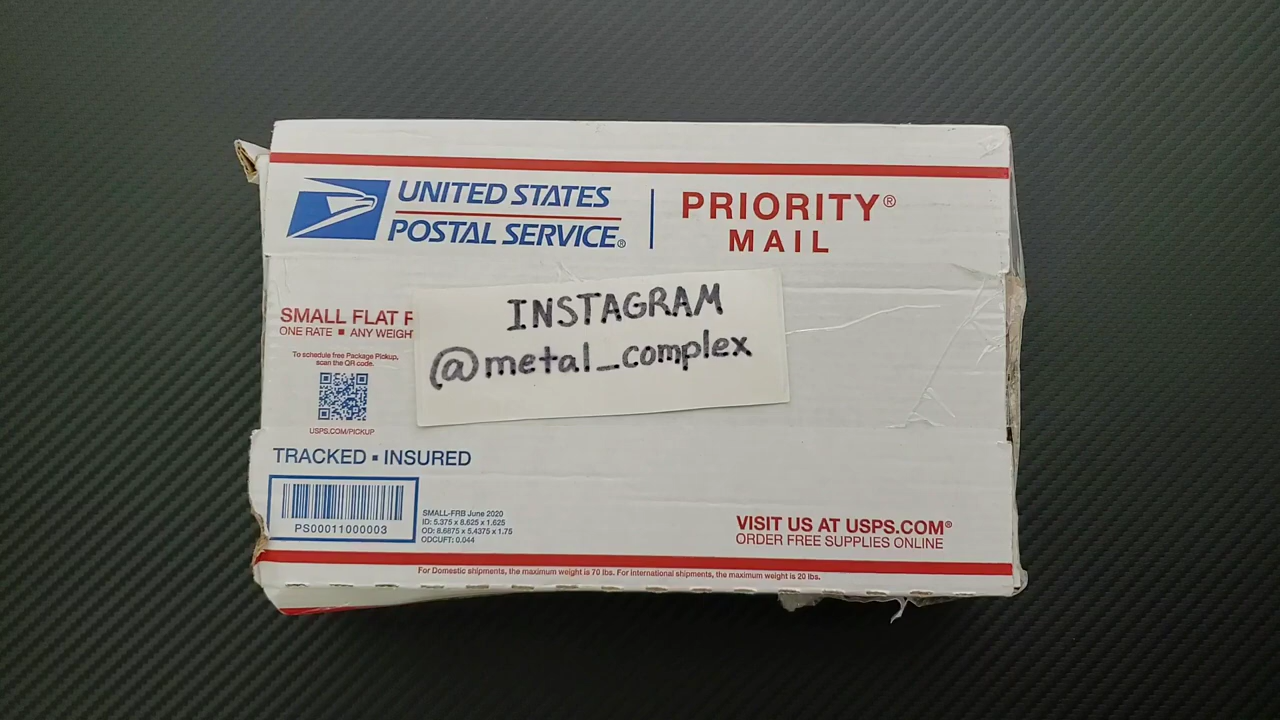 UNITED STATES
POSTAL SERVICE®
PRIORITY®
MAIL
INSTAGRAM
@metal_complex
SMALL FLAT R
ONE RATE ▪ ANY WEIGH
To schedule free Package Pickup,
scan the QR code.
USPS.COM/PICKUP
TRACKED ▪ INSURED
PS00011000003
SMALL-FRB June 2020
ID: 5.375 x 8.625 x 1.625
OD: 8.6875 x 5.4375 x 1.75
ODCUFT: 0.044
VISIT US AT USPS.COM®
ORDER FREE SUPPLIES ONLINE
For Domestic shipments, the maximum weight is 70 lbs. For international shipments, the maximum weight is 20 lbs.